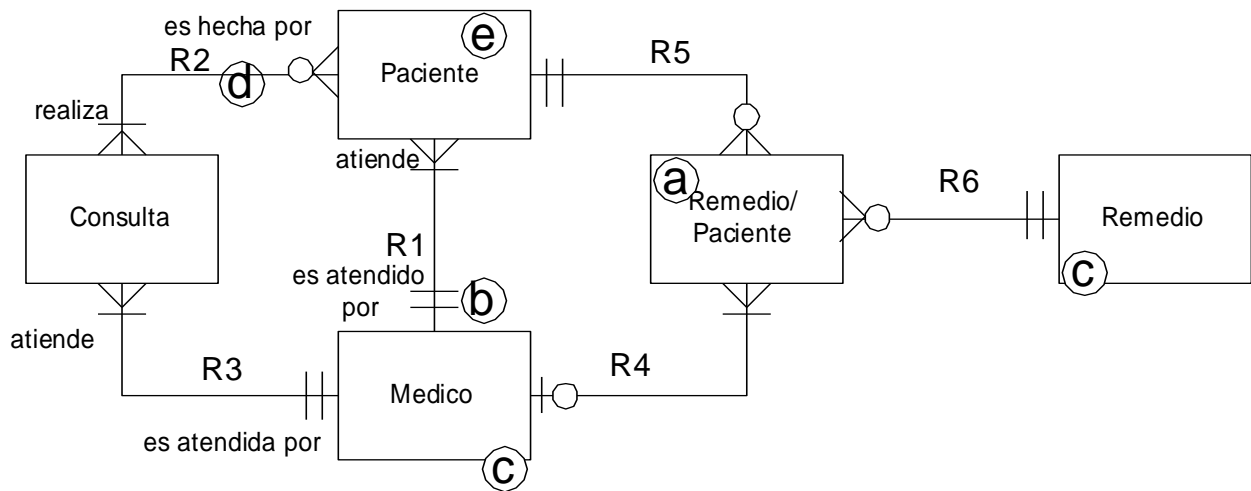 es hecha por
R2
d
realiza
e
Paciente
R5
atiende
Consulta
a
Remedio/
Paciente
R6
Remedio
c
R1
es atendido
por
b
atiende
R3
Medico
R4
es atendida por
c